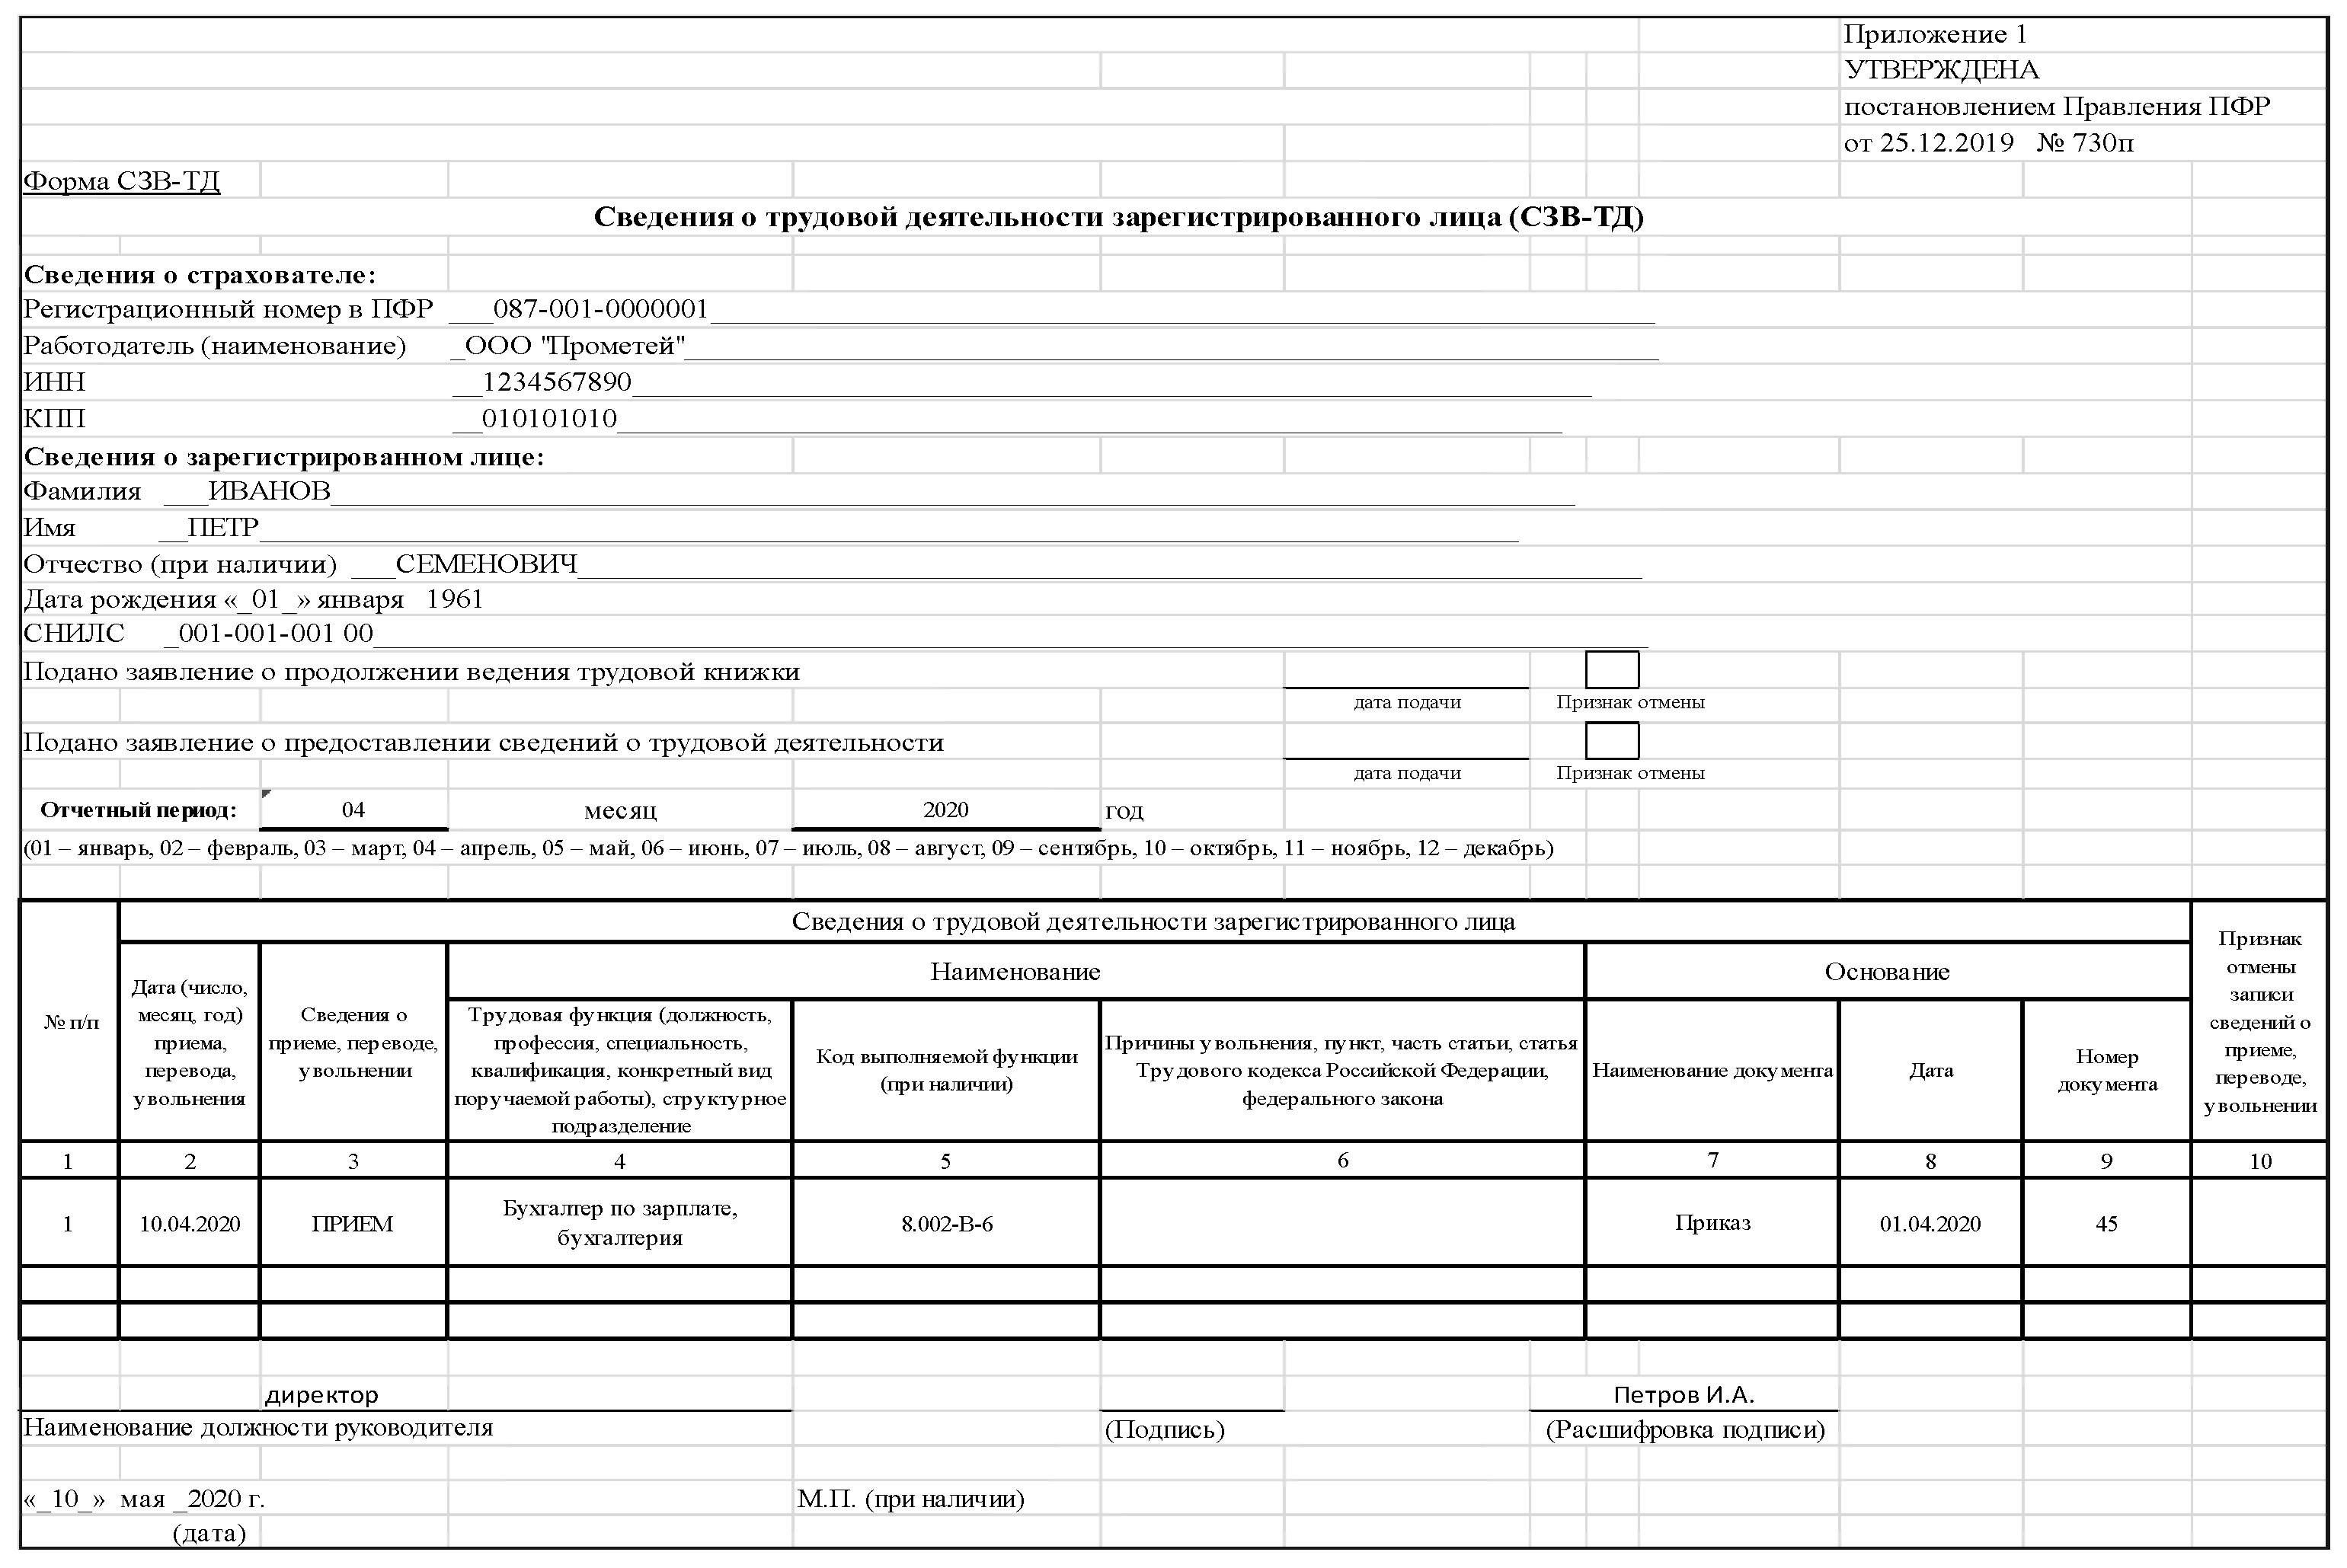 Приложение 1
УТВЕРЖДЕНА
постановлением Правления ПФР
от 25.12.2019 № 730п
Форма СЗВ-ТД
Сведения о трудовой деятельности зарегистрированного лица (СЗВ-ТД)
Сведения о страхователе:
Регистрационный номер в ПФР ___087-001-0000001
Работодатель (наименование) _ООО "Прометей"
ИНН __1234567890
КПП __010101010
Сведения о зарегистрированном лице:
Фамилия ___ИВАНОВ
Имя __ПЕТР
Отчество (при наличии) ___СЕМЕНОВИЧ
Дата рождения «_01_» января 1961
СНИЛС _001-001-001 00
Подано заявление о продолжении ведения трудовой книжки
дата подачи Признак отмены
Подано заявление о предоставлении сведений о трудовой деятельности
дата подачи Признак отмены
Отчетный период: 04 месяц 2020 год
(01 – январь, 02 – февраль, 03 – март, 04 – апрель, 05 – май, 06 – июнь, 07 – июль, 08 – август, 09 – сентябрь, 10 – октябрь, 11 – ноябрь, 12 – декабрь)
№ п/п
Сведения о трудовой деятельности зарегистрированного лица
Признак
отмены
записи
сведений о
приеме,
переводе,
увольнении
Дата (число,
месяц, год)
приема,
перевода,
увольнения
Сведения о
приеме, переводе,
увольнении
Наименование
Основание
Трудовая функция (должность,
профессия, специальность,
квалификация, конкретный вид
поручаемой работы), структурное
подразделение
Код выполняемой функции
(при наличии)
Причины увольнения, пункт, часть статьи, статья
Трудового кодекса Российской Федерации,
федерального закона
Наименование документа
Дата
Номер
документа
1 2 3 4 5 6 7 8 9 10
1 10.04.2020 ПРИЕМ Бухгалтер по зарплате,
бухгалтерия
8.002-В-6 Приказ 01.04.2020 45
директор Петров И.А.
Наименование должности руководителя (Подпись) (Расшифровка подписи)
«_10_» мая _2020 г. М.П. (при наличии)
(дата)